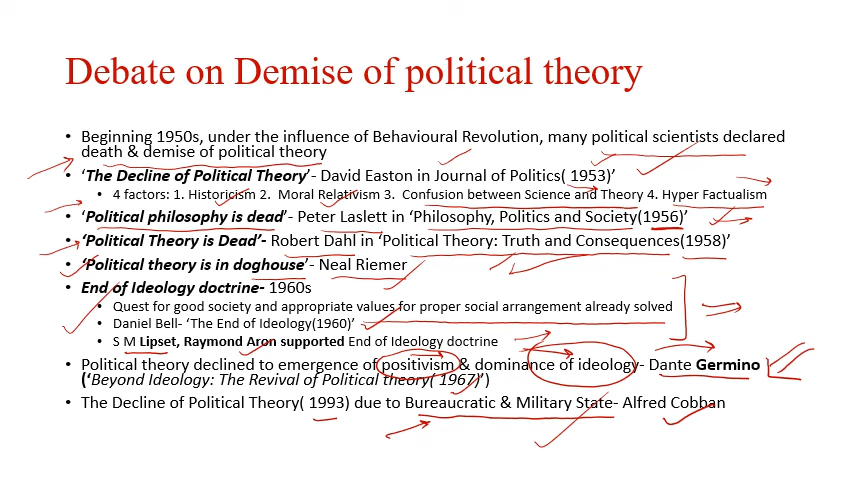 Debate on Demise of political theory
• Beginning 1950s, under the influence of Behavioural Revolution, many political scientists declared
death & demise of political theory
• ‘The Decline of Political Theory’- David Easton in Journal of Politics( 1953)’
• 4 factors: 1. Historicism 2. Moral Relativism 3. Confusion between Science and Theory 4. Hyper Factualism
• ‘Political philosophy is dead’- Peter Laslett in ‘Philosophy, Politics and Society(1956)’
• ‘Political Theory is Dead’- Robert Dahl in ‘Political Theory: Truth and Consequences(1958)’
• ‘Political theory is in doghouse’- Neal Riemer
• End of Ideology doctrine- 1960s
• Quest for good society and appropriate values for proper social arrangement already solved
• Daniel Bell- ‘The End of Ideology(1960)’
• S M Lipset, Raymond Aron supported End of Ideology doctrine
• Political theory declined to emergence of positivism & dominance of ideology- Dante Germino
(‘Beyond Ideology: The Revival of Political theory( 1967)’)
• The Decline of Political Theory( 1993) due to Bureaucratic & Military State- Alfred Cobban